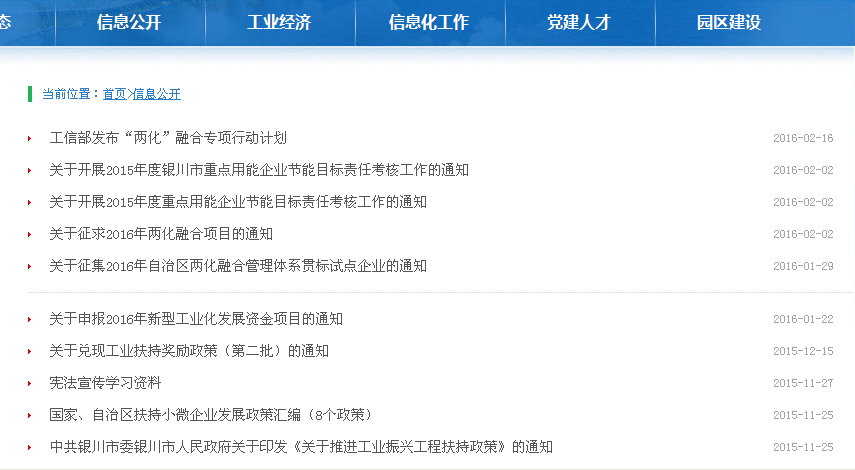 态 信息公开 工业经济 信息化工作 党建人才 园区建设
当前位置：首页>信息公开
工信部发布“两化”融合专项行动计划 2016-02-16
关于开展2015年度银川市重点用能企业节能目标责任考核工作的通知 2016-02-02
关于开展2015年度重点用能企业节能目标责任考核工作的通知 2016-02-02
关于征求2016年两化融合项目的通知 2016-02-02
关于征集2016年自治区两化融合管理体系贯标试点企业的通知 2016-01-29
关于申报2016年新型工业化发展资金项目的通知 2016-01-22
关于兑现工业扶持奖励政策（第二批）的通知 2015-12-15
宪法宣传学习资料 2015-11-27
国家、自治区扶持小微企业发展政策汇编（8个政策） 2015-11-25
中共银川市委银川市人民政府关于印发《关于推进工业振兴工程扶持政策》的通知 2015-11-25